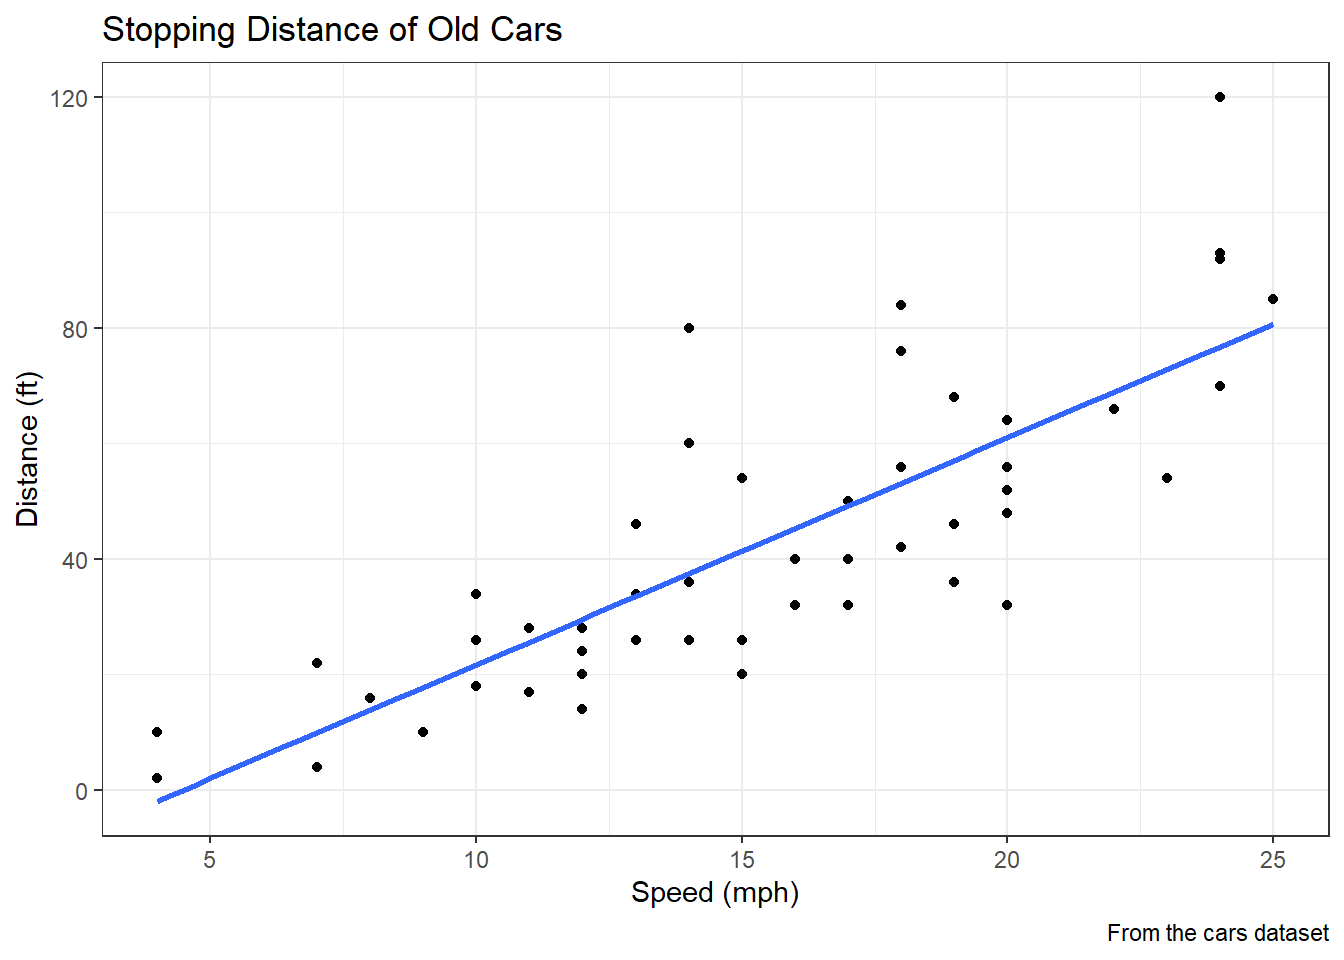 Stopping Distance of Old Cars
120
80
40
0
Distance (ft)
5 10 15 20 25
Speed (mph)
From the cars dataset